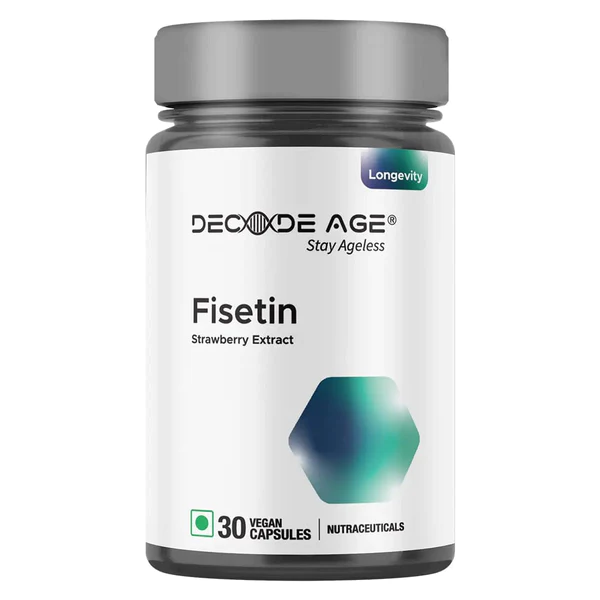 Longevity
DECODE AGE®
Stay Ageless
Fisetin
Strawberry Extract
30 VEGAN CAPSULES | NUTRACEUTICALS